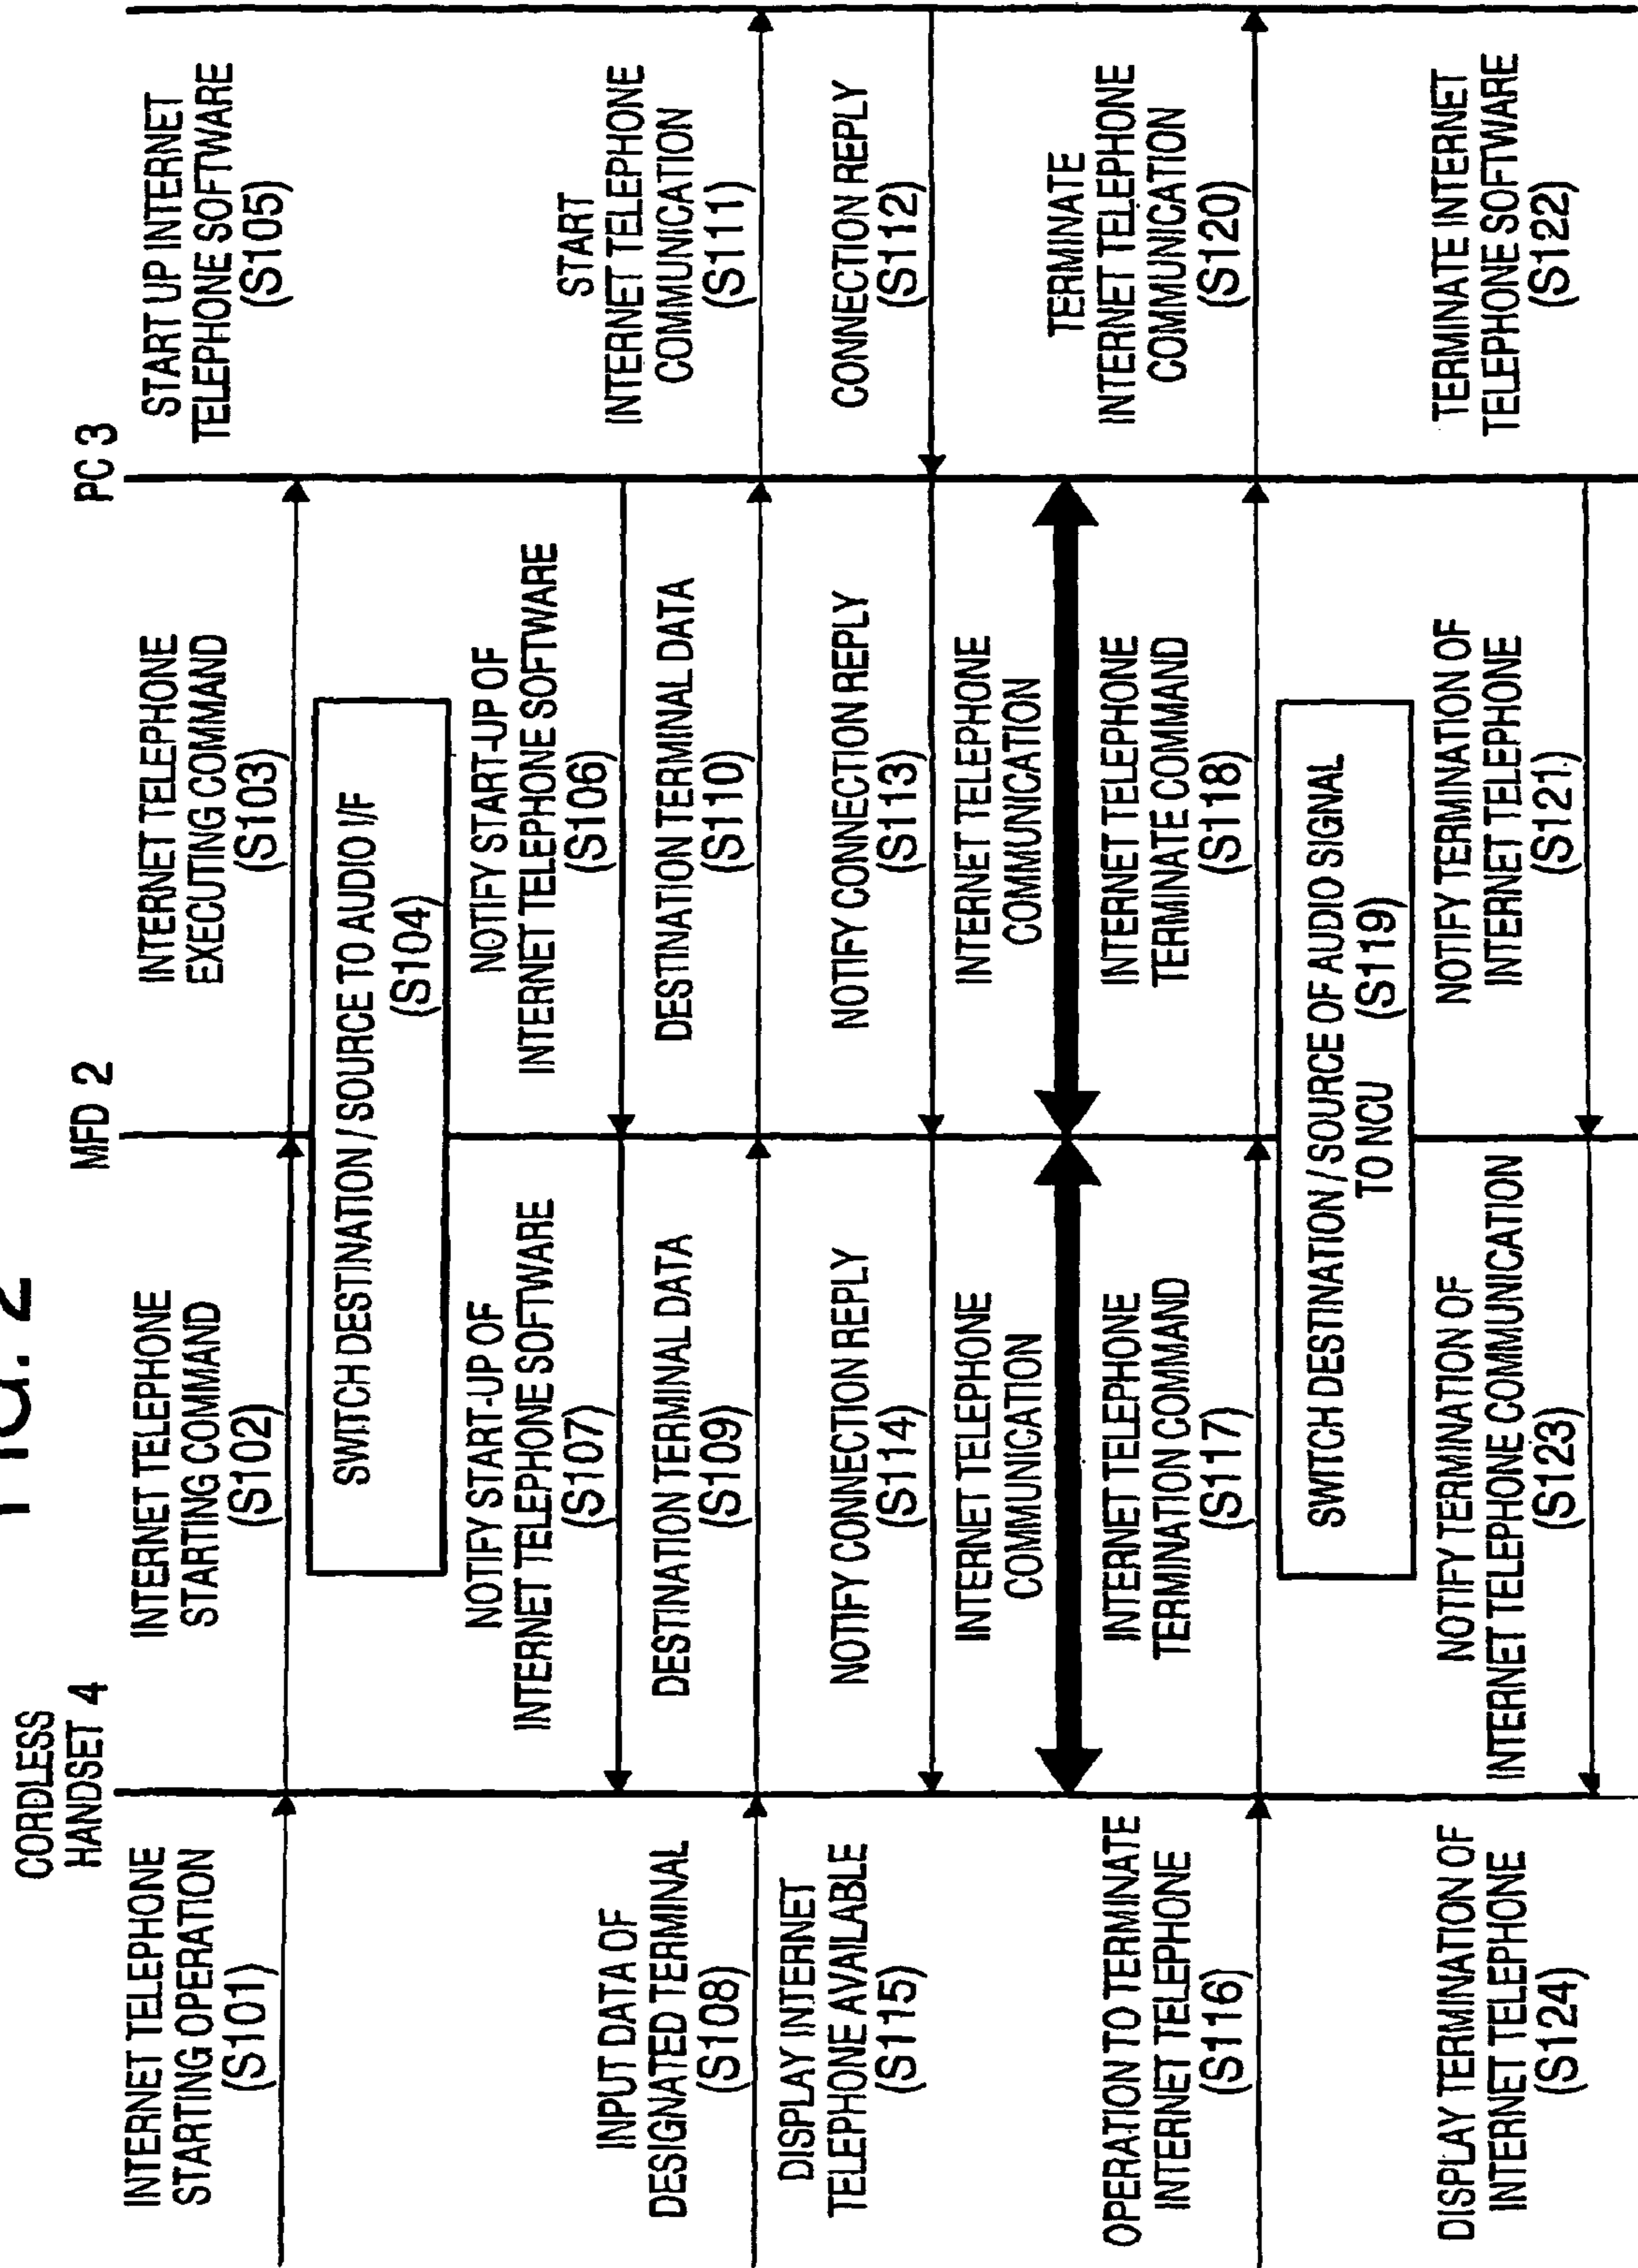 FIG. 2
CORDLESS
HANDSET 4
MFD 2
PC 3
INTERNET TELEPHONE
STARTING OPERATION
(S101)
INTERNET TELEPHONE
STARTING COMMAND
(S102)
INTERNET TELEPHONE
EXECUTING COMMAND
(S103)
START UP INTERNET
TELEPHONE SOFTWARE
(S105)
SWITCH DESTINATION / SOURCE TO AUDIO I/F
(S104)
NOTIFY START-UP OF
INTERNET TELEPHONE SOFTWARE
(S107)
NOTIFY START-UP OF
INTERNET TELEPHONE SOFTWARE
(S106)
INPUT DATA OF
DESIGNATED TERMINAL
(S108)
DESTINATION TERMINAL DATA
(S109)
DESTINATION TERMINAL DATA
(S110)
START
INTERNET TELEPHONE
COMMUNICATION
(S111)
DISPLAY INTERNET
TELEPHONE AVAILABLE
(S115)
NOTIFY CONNECTION REPLY
(S114)
NOTIFY CONNECTION REPLY
(S113)
CONNECTION REPLY
(S112)
INTERNET TELEPHONE
COMMUNICATION
INTERNET TELEPHONE
COMMUNICATION
OPERATION TO TERMINATE
INTERNET TELEPHONE
(S116)
INTERNET TELEPHONE
TERMINATION COMMAND
(S117)
INTERNET TELEPHONE
TERMINATE COMMAND
(S118)
TERMINATE
INTERNET TELEPHONE
COMMUNICATION
(S120)
SWITCH DESTINATION / SOURCE OF AUDIO SIGNAL
TO NCU (S119)
DISPLAY TERMINATION OF
INTERNET TELEPHONE
(S124)
NOTIFY TERMINATION OF
INTERNET TELEPHONE COMMUNICATION
(S123)
NOTIFY TERMINATION OF
INTERNET TELEPHONE
(S121)
TERMINATE INTERNET
TELEPHONE SOFTWARE
(S122)